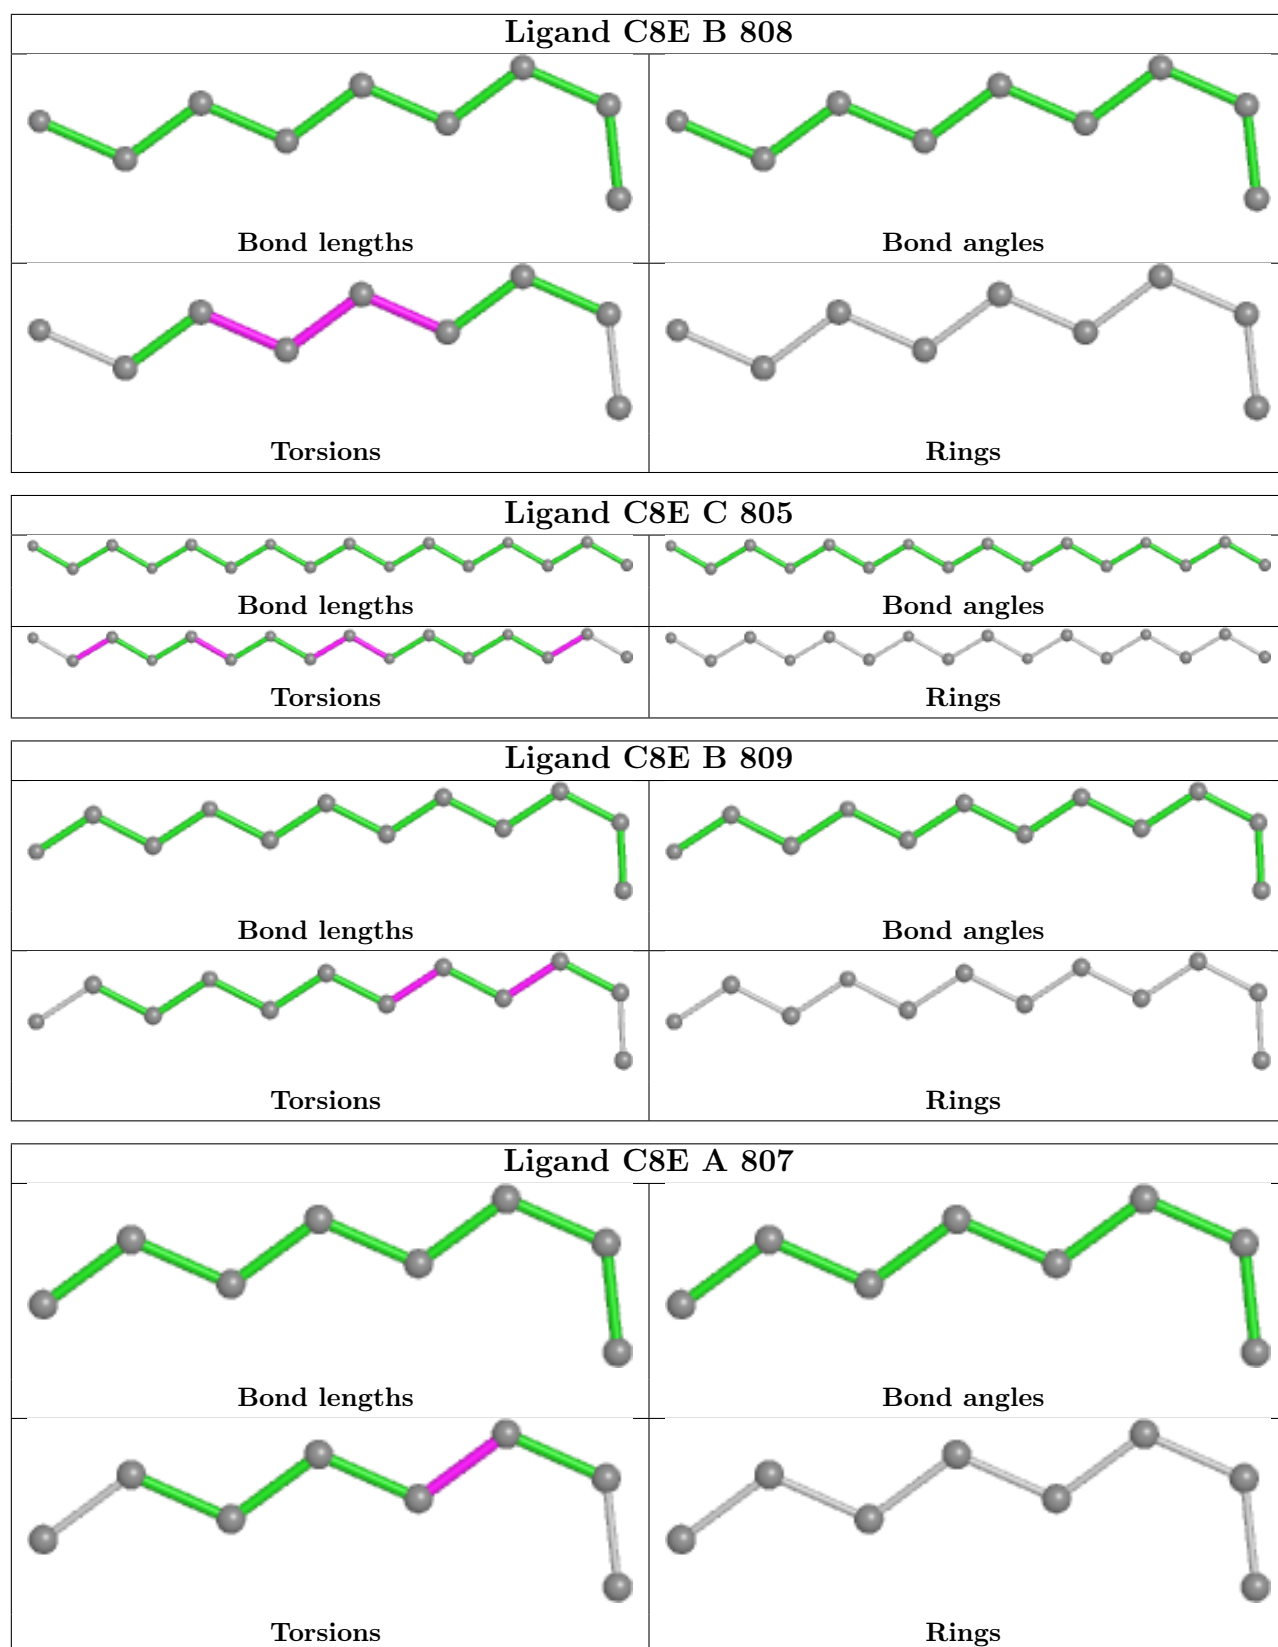 Ligand C8E B 808
Bond lengths
Bond angles
Torsions
Rings
Ligand C8E C 805
Bond lengths
Bond angles
Torsions
Rings
Ligand C8E B 809
Bond lengths
Bond angles
Torsions
Rings
Ligand C8E A 807
Bond lengths
Bond angles
Torsions
Rings